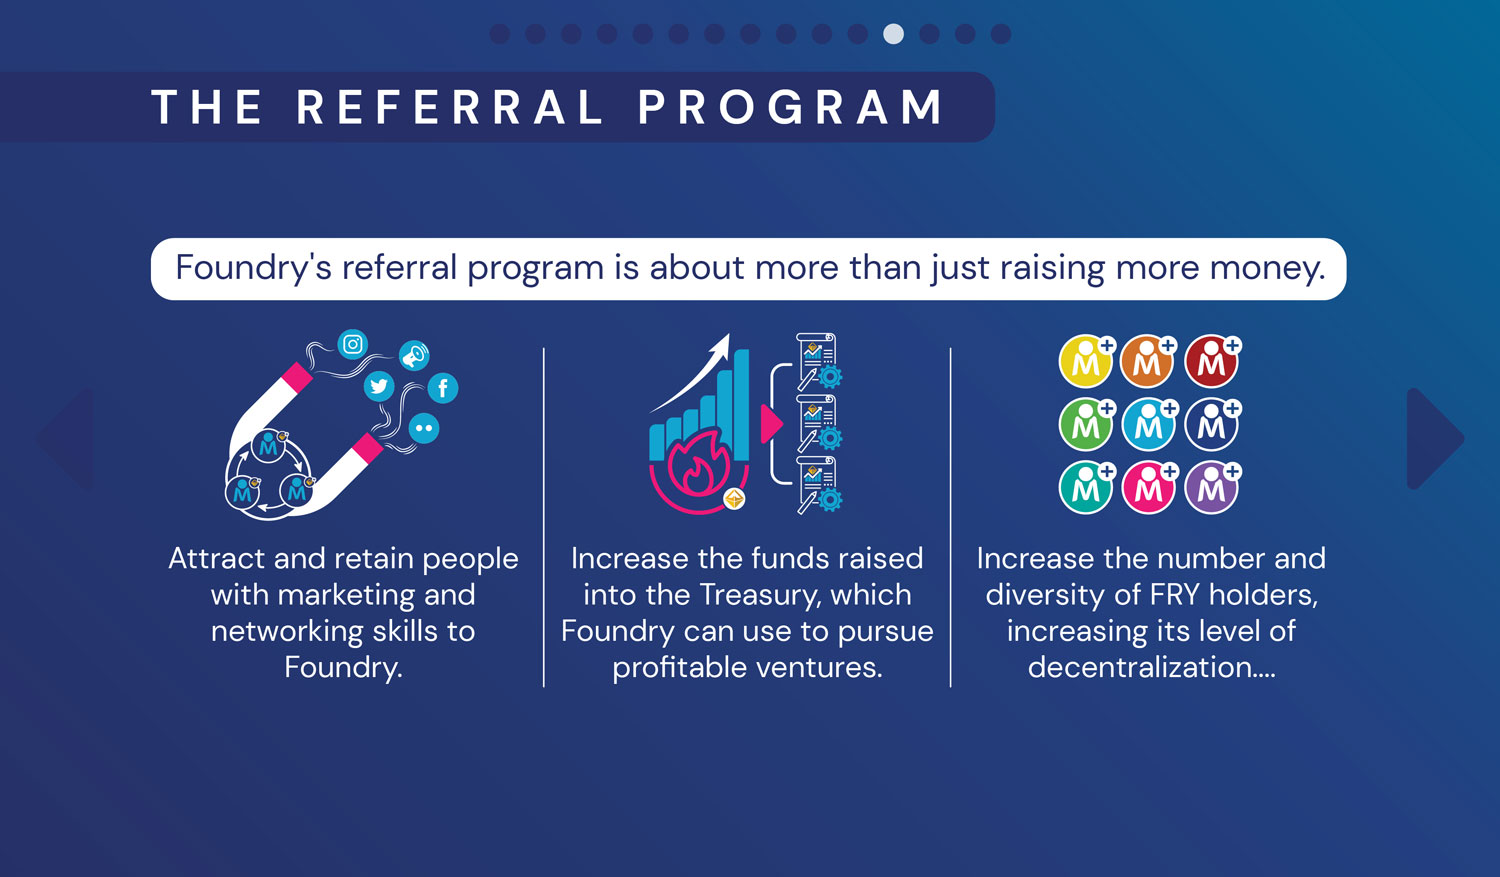 THE REFERRAL PROGRAM
Foundry's referral program is about more than just raising more money.
Attract and retain people
with marketing and
networking skills to
Foundry.
Increase the funds raised
into the Treasury, which
Foundry can use to pursue
profitable ventures.
Increase the number and
diversity of FRY holders,
increasing its level of
decentralization....